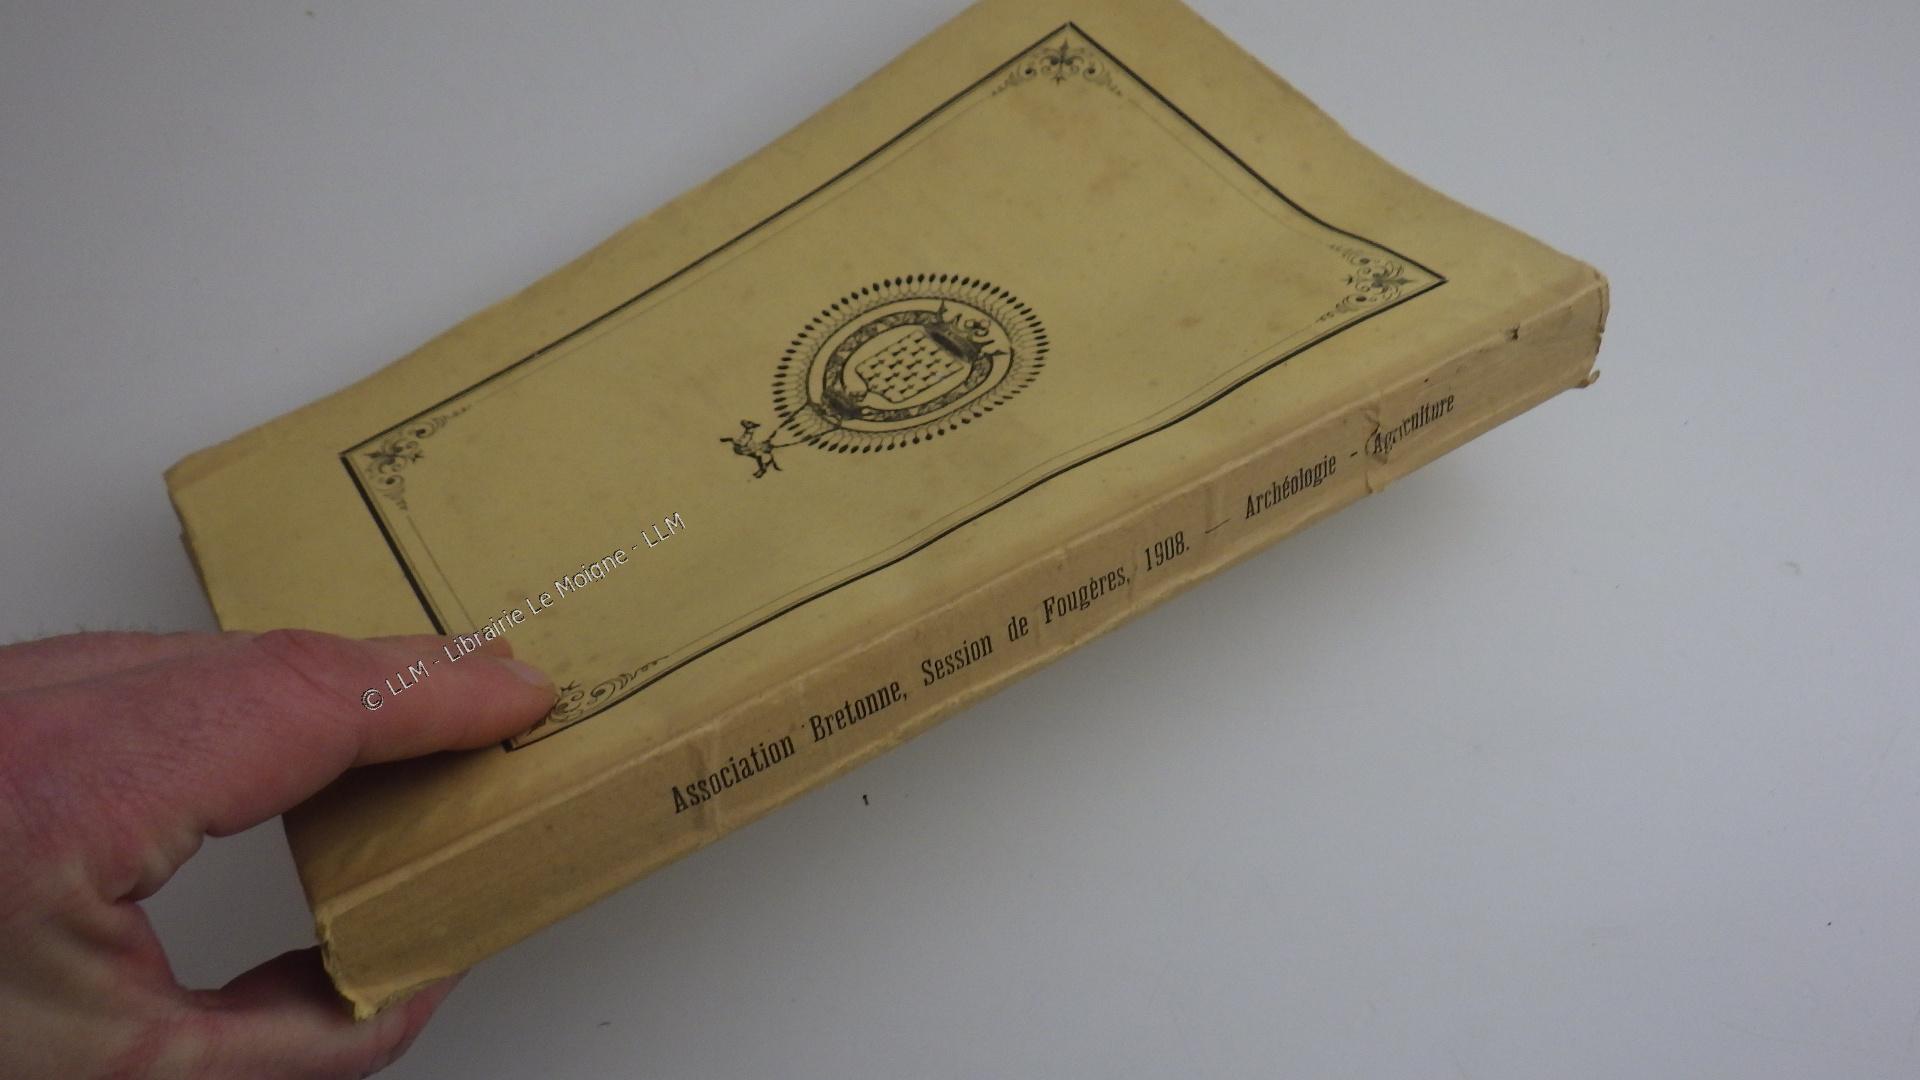 Association Bretonne, Session de Fougères, 1908. — Archéologie - Agriculture
© LLM - Librairie Le Moigne - LLM